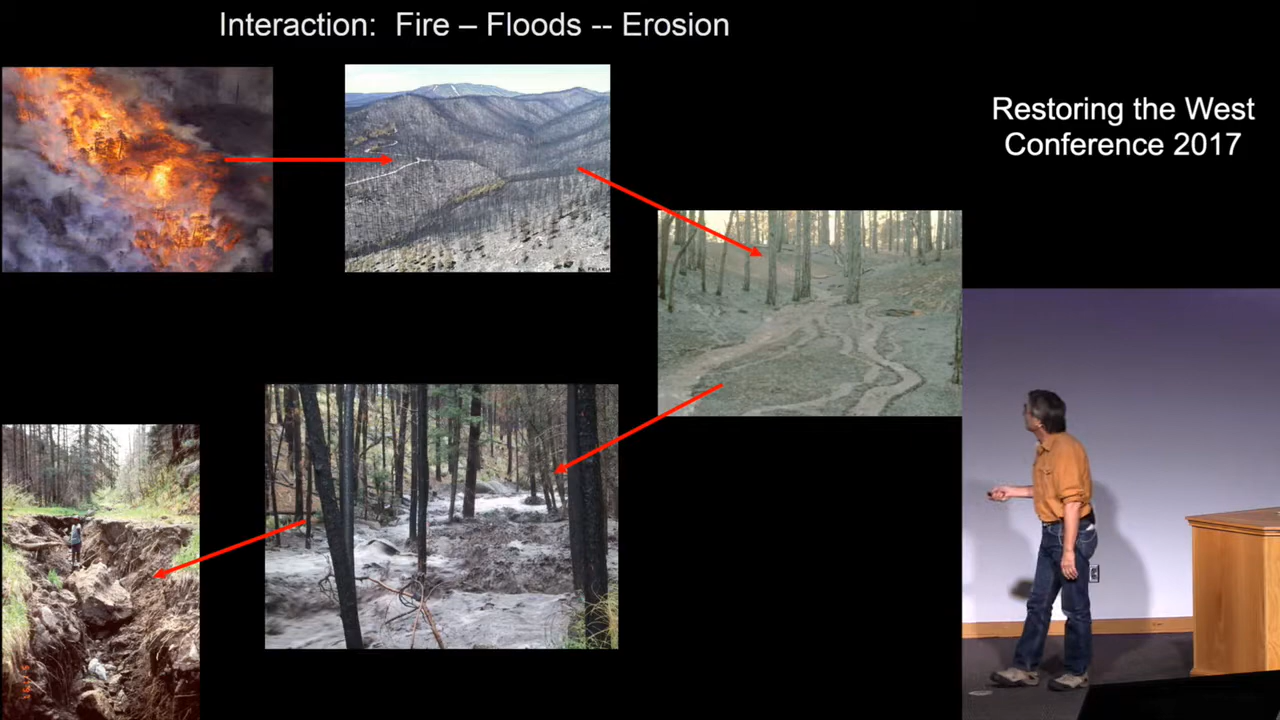 Interaction:  Fire – Floods -- Erosion
Restoring the West
Conference 2017